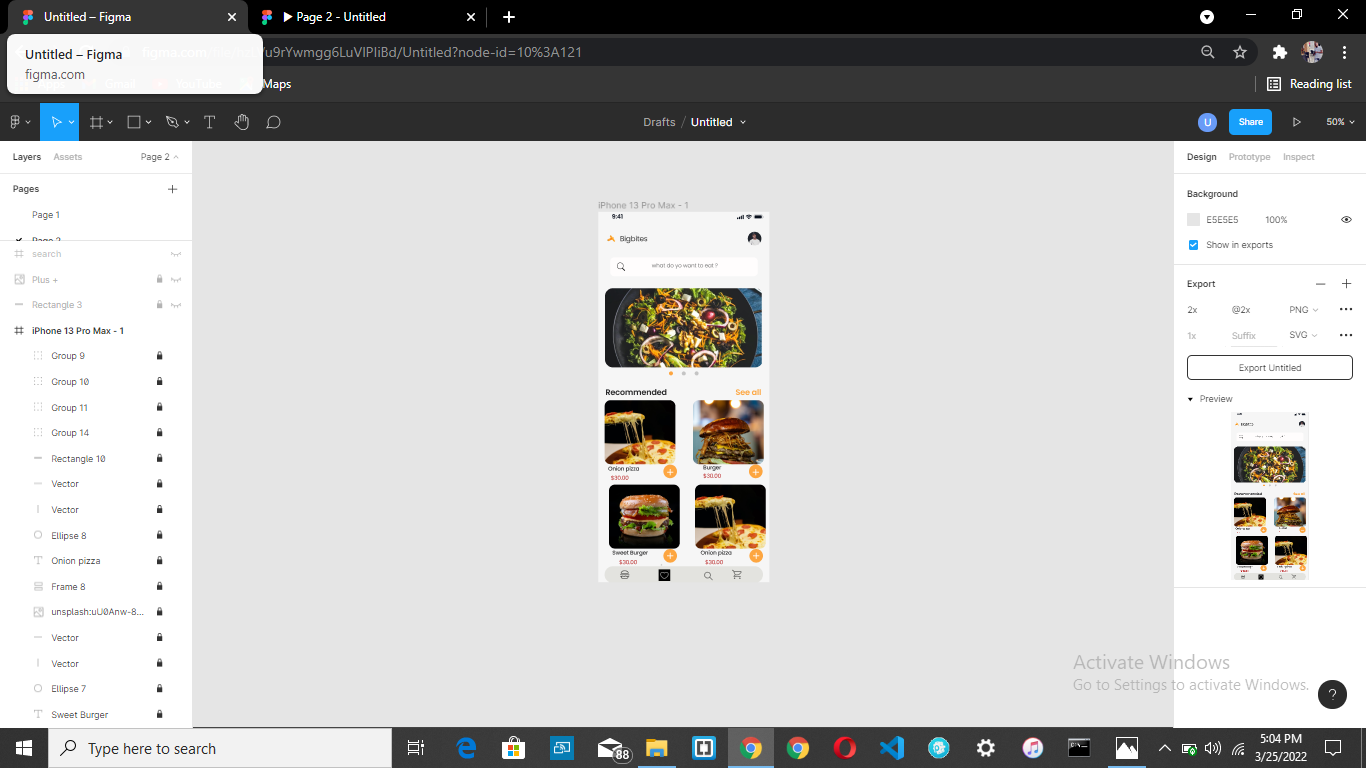 Untitled – Figma
Page 2 - Untitled
Untitled – Figma
figma.com
/u9rYwmgg6LuVlPIiBd/Untitled?node-id=10%3A121
Maps
Reading list
Drafts / Untitled
U
Share
50%
Layers
Assets
Page 2
Pages
Page 1
Page 2
search
Plus +
Rectangle 3
iPhone 13 Pro Max - 1
Group 9
Group 10
Group 11
Group 14
Rectangle 10
Vector
Vector
Ellipse 8
Onion pizza
Frame 8
unsplash:uU0Anw-8...
Vector
Vector
Ellipse 7
Sweet Burger
iPhone 13 Pro Max - 1
9:41
Bigbites
what do yo want to eat ?
Recommended
See all
Onion pizza
$30.00
Burger
$30.00
Sweet Burger
$30.00
Onion pizza
$30.00
Design
Prototype
Inspect
Background
E5E5E5
100%
Show in exports
Export
2x
@2x
PNG
1x
Suffix
SVG
Export Untitled
Preview
Activate Windows
Go to Settings to activate Windows.
?
Type here to search
88
5:04 PM
3/25/2022